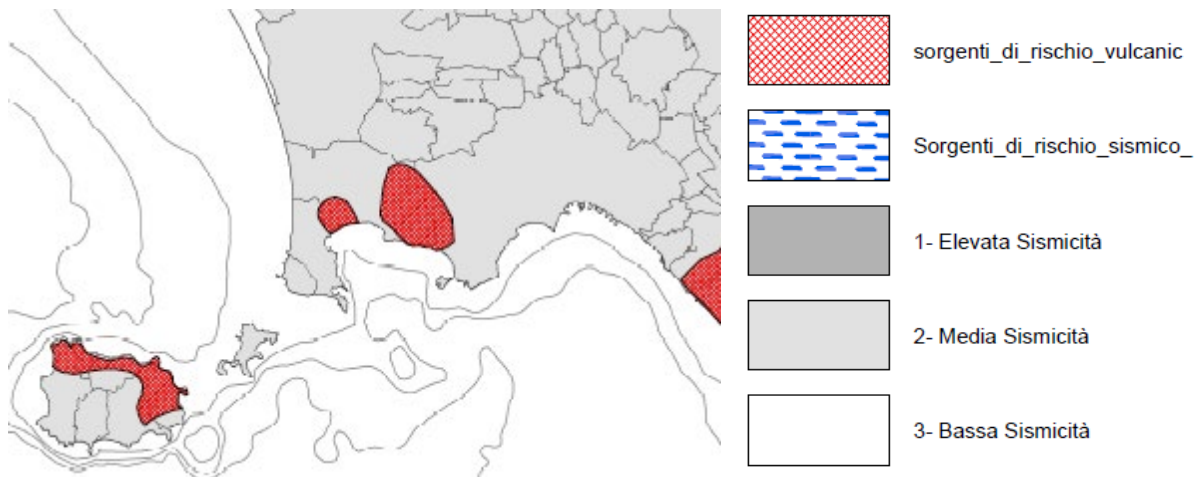 sorgenti_di_rischio_vulcanic
Sorgenti_di_rischio_sismico_
1- Elevata Sismicità
2- Media Sismicità
3- Bassa Sismicità